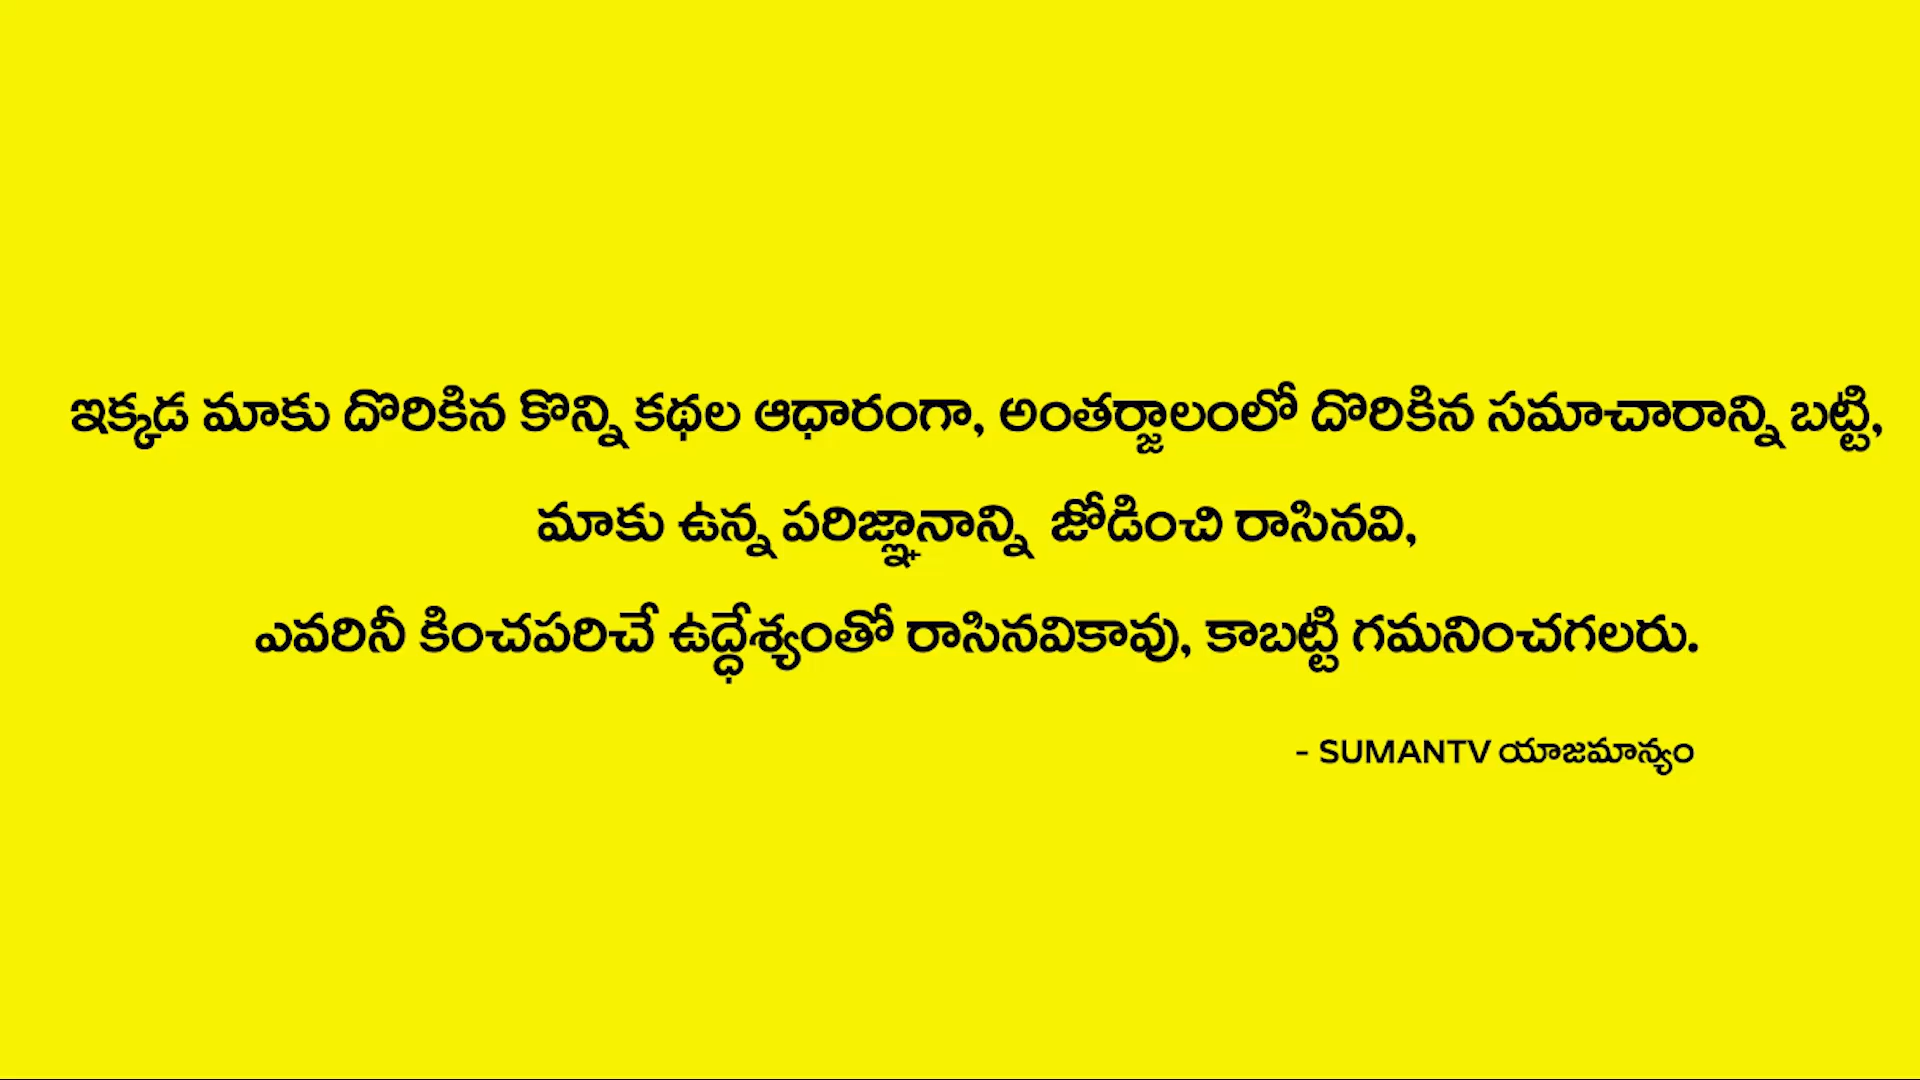 ఇక్కడ మాకు దొరికిన కొన్ని కథల ఆధారంగా, అంతర్జాలంలో దొరికిన సమాచారాన్ని బట్టి,
మాకు ఉన్న పరిజ్ఞానాన్ని జోడించి రాసినవి,
ఎవరినీ కించపరిచే ఉద్ధేశ్యంతో రాసినవికావు, కాబట్టి గమనించగలరు.
- SUMANTV యాజమాన్యం